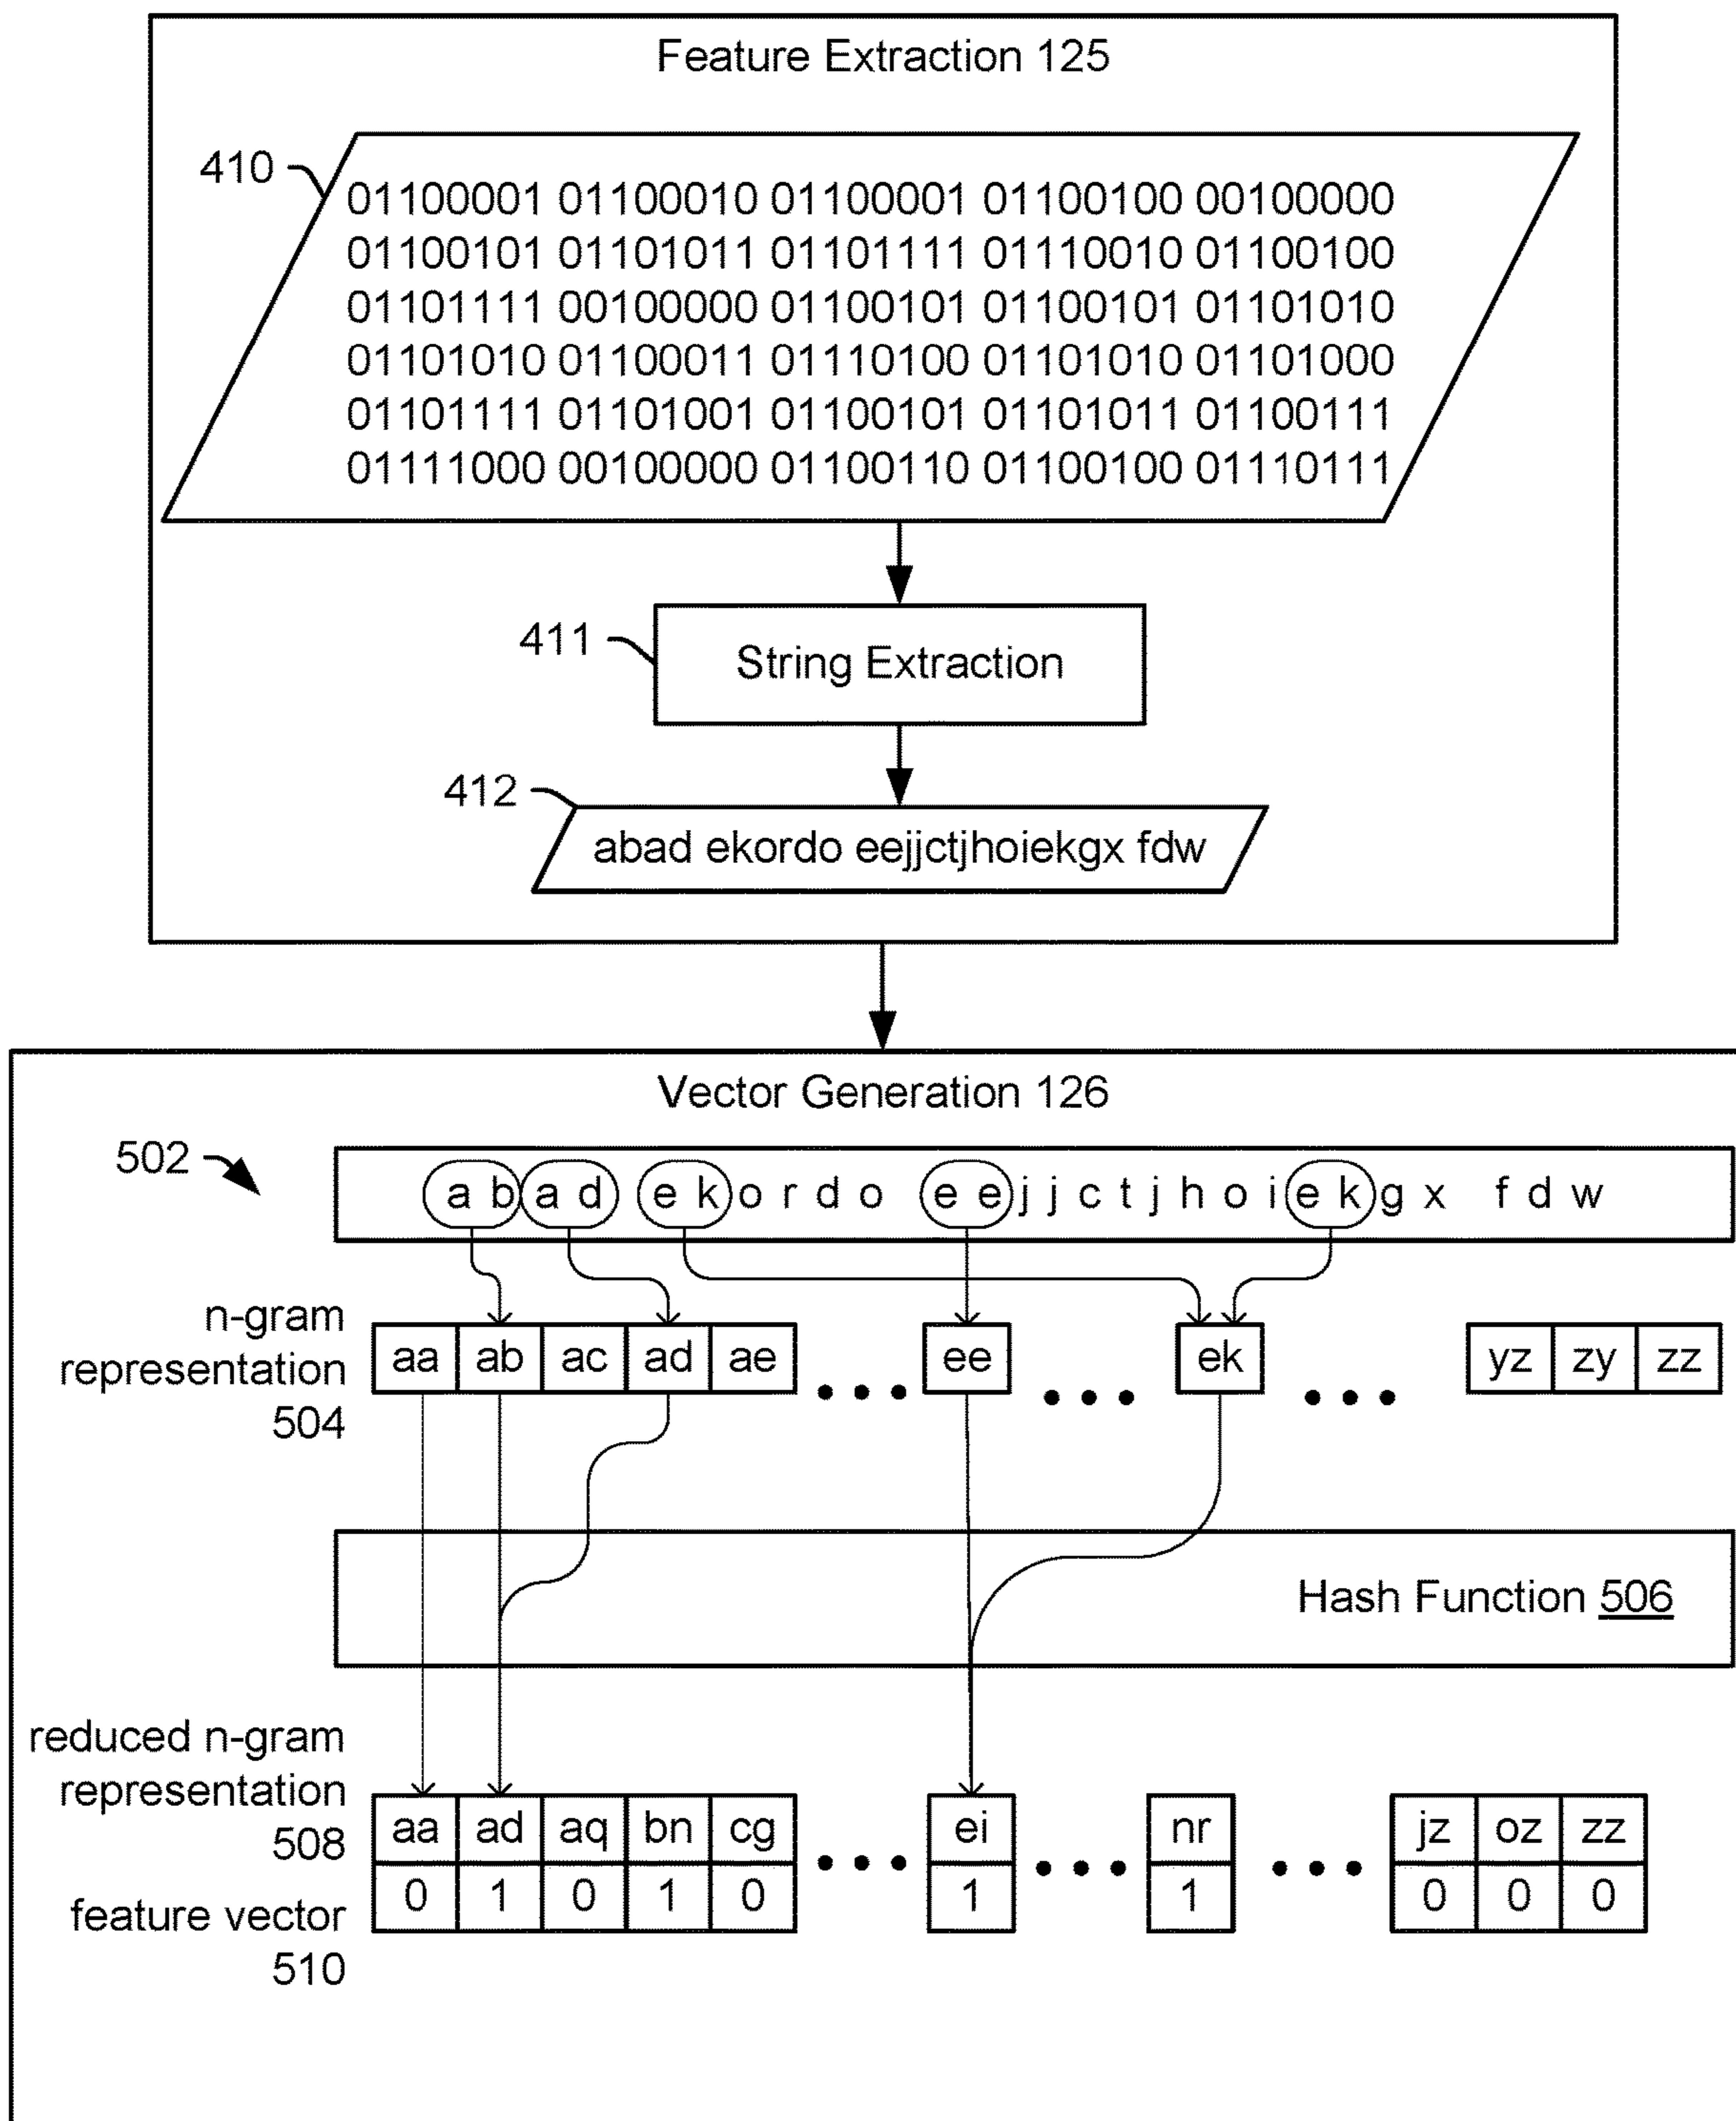 Feature Extraction 125
410
01100001 01100010 01100001 01100100 00100000
01100101 01101011 01101111 01110010 01100100
01101111 00100000 01100101 01100101 01101010
01101010 01100011 01110100 01101010 01101000
01101111 01101001 01100101 01101011 01100111
01111000 00100000 01100110 01100100 01110111
411
String Extraction
412
abad ekordo eejjctjhoiekgx fdw
Vector Generation 126
502
a b a d e k o r d o e e j j c t j h o i e k g x f d w
n-gram
representation
504
aa ab ac ad ae ••• ee ••• ek ••• yz zy zz
Hash Function 506
reduced n-gram
representation
508
aa ad aq bn cg ••• ei ••• nr ••• jz oz zz
feature vector
510
0 1 0 1 0 1 1 0 0 0